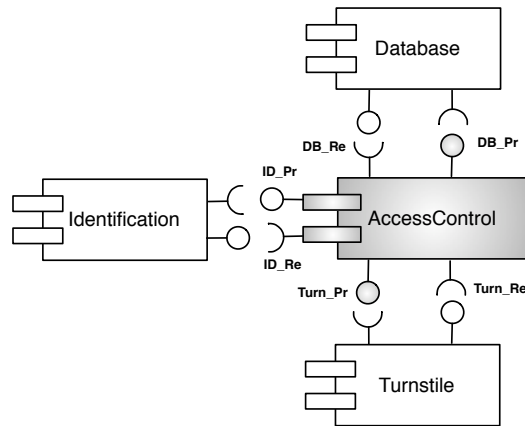 Database
DB_Re
DB_Pr
ID_Pr
Identification
AccessControl
ID_Re
Turn_Pr
Turn_Re
Turnstile